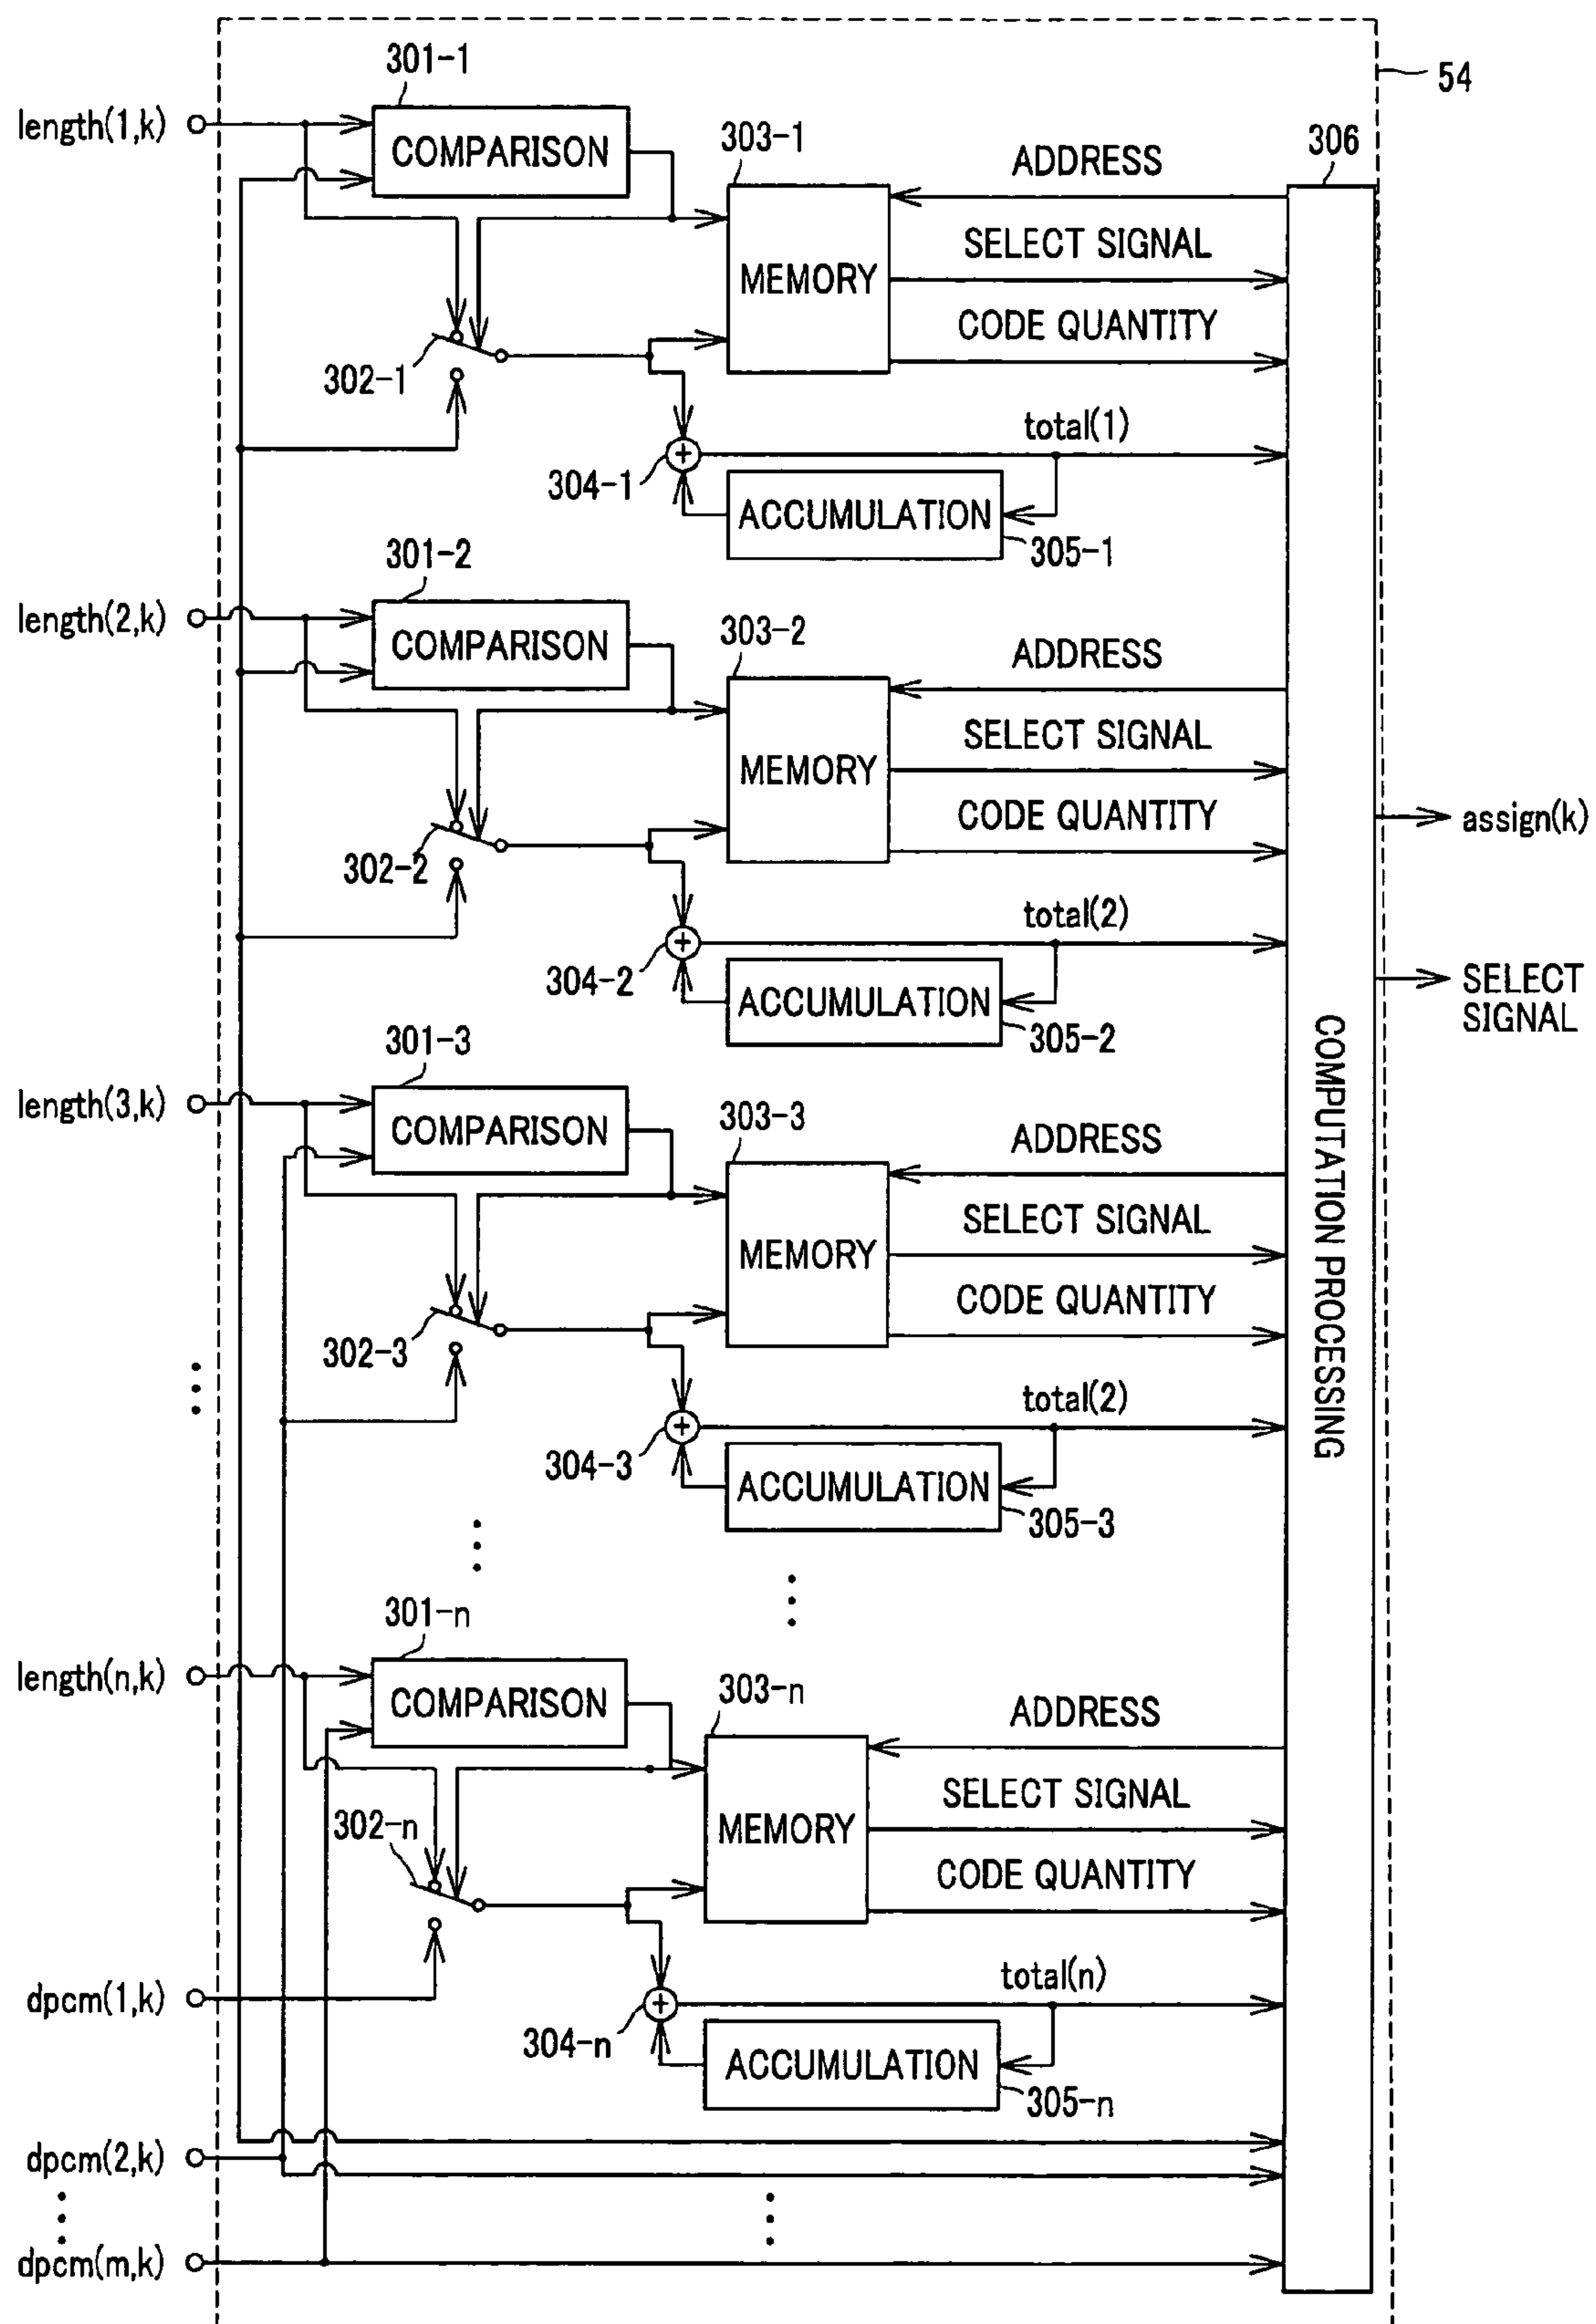 301-1
54
length(1,k)
COMPARISON
303-1
ADDRESS
306
SELECT SIGNAL
MEMORY
CODE QUANTITY
302-1
total(1)
304-1
ACCUMULATION
305-1
301-2
length(2,k)
COMPARISON
303-2
ADDRESS
SELECT SIGNAL
MEMORY
CODE QUANTITY
assign(k)
302-2
total(2)
304-2
SELECT
SIGNAL
ACCUMULATION
305-2
COMPUTATION PROCESSING
301-3
length(3,k)
COMPARISON
303-3
ADDRESS
SELECT SIGNAL
MEMORY
CODE QUANTITY
302-3
total(2)
304-3
ACCUMULATION
305-3
301-n
length(n,k)
COMPARISON
303-n
ADDRESS
SELECT SIGNAL
302-n
MEMORY
CODE QUANTITY
total(n)
dpcm(1,k)
304-n
ACCUMULATION
305-n
dpcm(2,k)
dpcm(m,k)